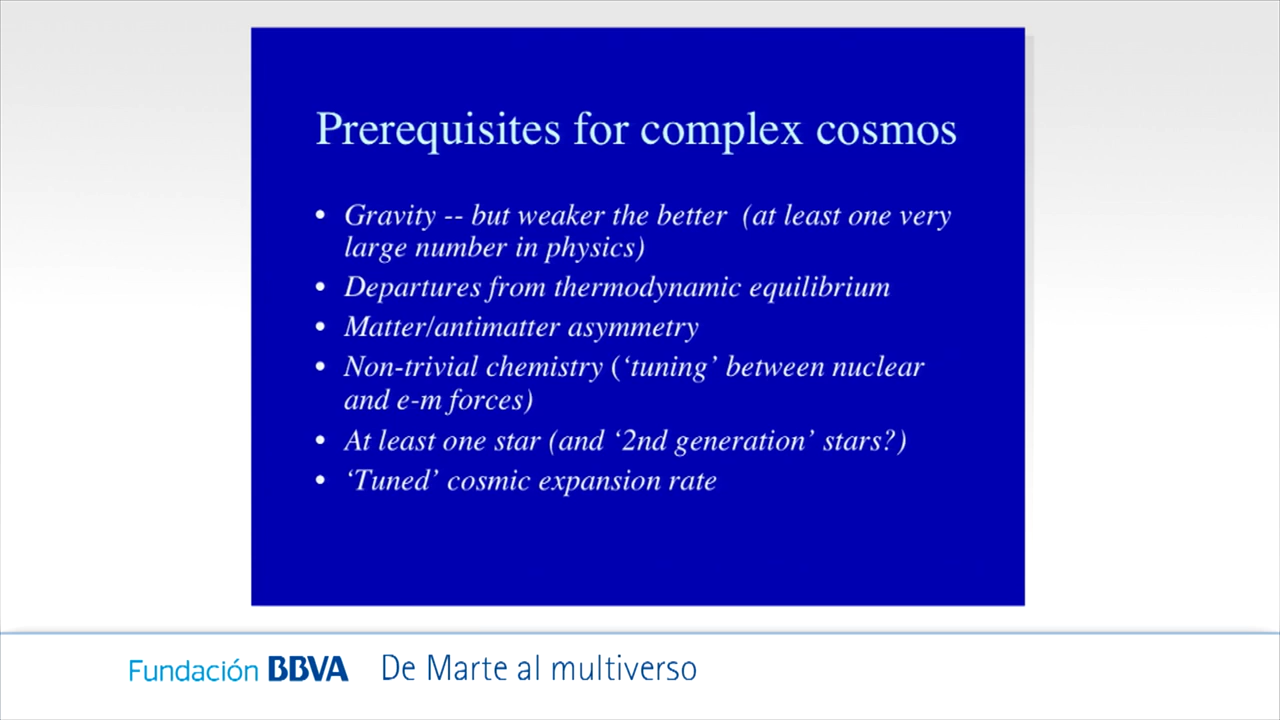 Prerequisites for complex cosmos
• Gravity -- but weaker the better (at least one very
large number in physics)
• Departures from thermodynamic equilibrium
• Matter/antimatter asymmetry
• Non-trivial chemistry (‘tuning’ between nuclear
and e-m forces)
• At least one star (and ‘2nd generation’ stars?)
• ‘Tuned’ cosmic expansion rate
Fundación BBVA De Marte al multiverso